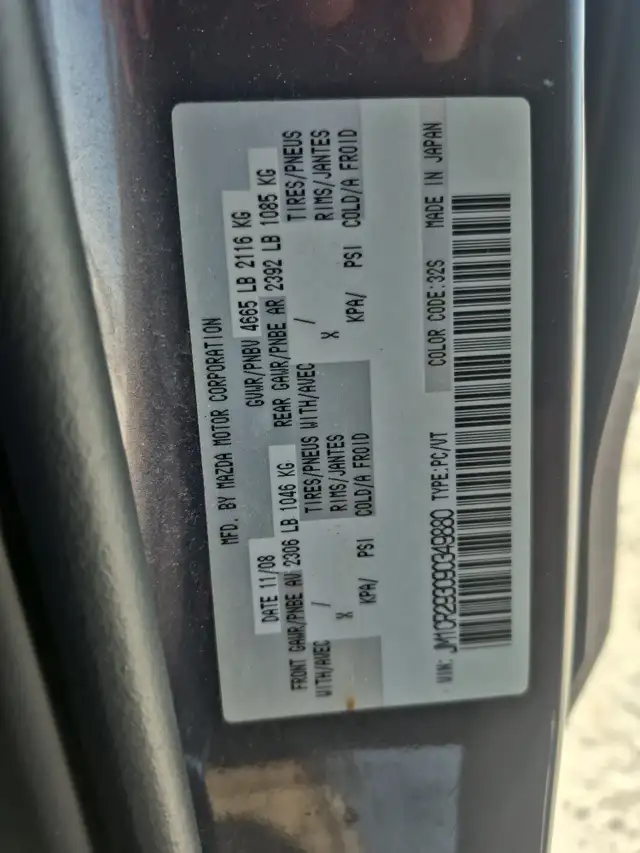 MFD. BY MAZDA MOTOR CORPORATION
DATE 11/08 GVWR/PNBV 4665 LB 2116 KG
FRONT GAWR/PNBE AV 2306 LB 1046 KG REAR GAWR/PNBE AR 2392 LB 1085 KG
WITH/AVEC / TIRES/PNEUS WITH/AVEC / TIRES/PNEUS
X RIMS/JANTES X RIMS/JANTES
KPA/ PSI COLD/A FROID KPA/ PSI COLD/A FROID
VIN: JM1CR293090349880 TYPE:PC/VT COLOR CODE:32S MADE IN JAPAN